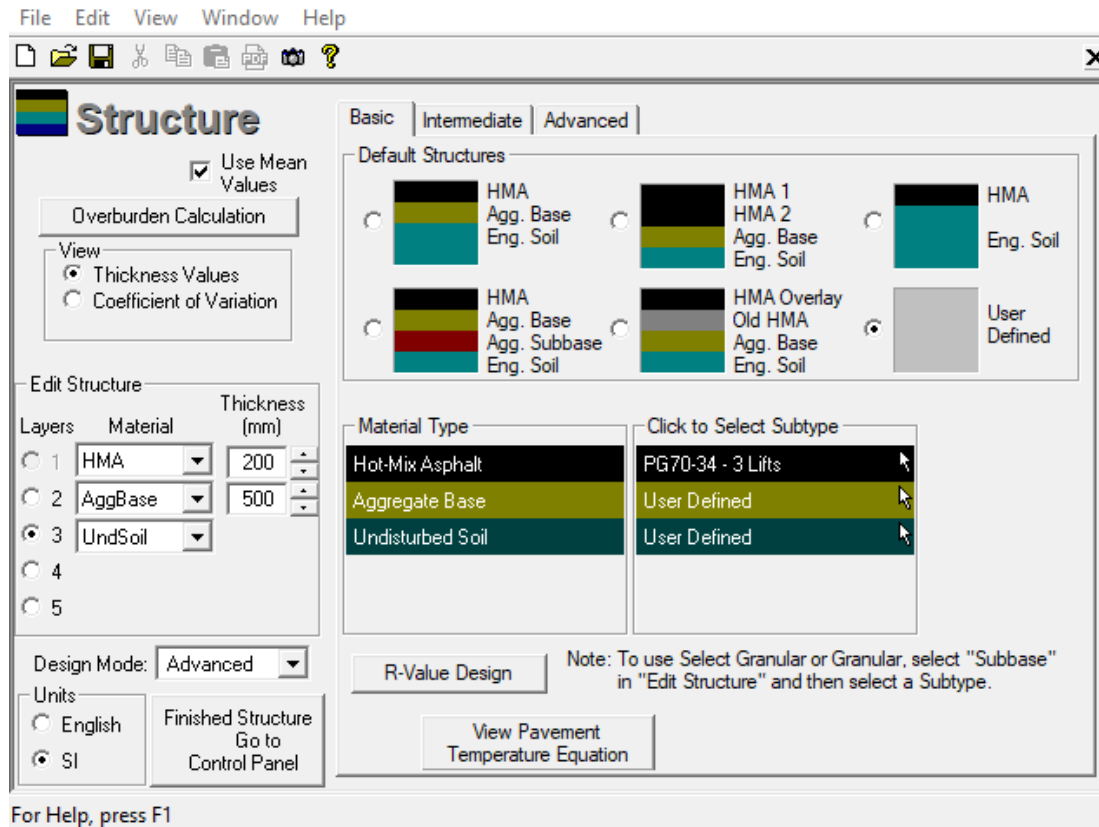 File Edit View Window Help
Structure
Use Mean
Values
Overburden Calculation
View
Thickness Values
Coefficient of Variation
Edit Structure
Layers Material Thickness
(mm)
1 HMA 200
2 AggBase 500
3 UndSoil
4
5
Design Mode: Advanced
Units
English
SI
Finished Structure
Go to
Control Panel
Basic Intermediate Advanced
Default Structures
HMA
Agg. Base
Eng. Soil
HMA 1
HMA 2
Agg. Base
Eng. Soil
HMA
Eng. Soil
HMA
Agg. Base
Agg. Subbase
Eng. Soil
HMA Overlay
Old HMA
Agg. Base
Eng. Soil
User
Defined
Material Type
Hot-Mix Asphalt
Aggregate Base
Undisturbed Soil
Click to Select Subtype
PG70-34 - 3 Lifts
User Defined
User Defined
R-Value Design
Note: To use Select Granular or Granular, select "Subbase"
in "Edit Structure" and then select a Subtype.
View Pavement
Temperature Equation
For Help, press F1